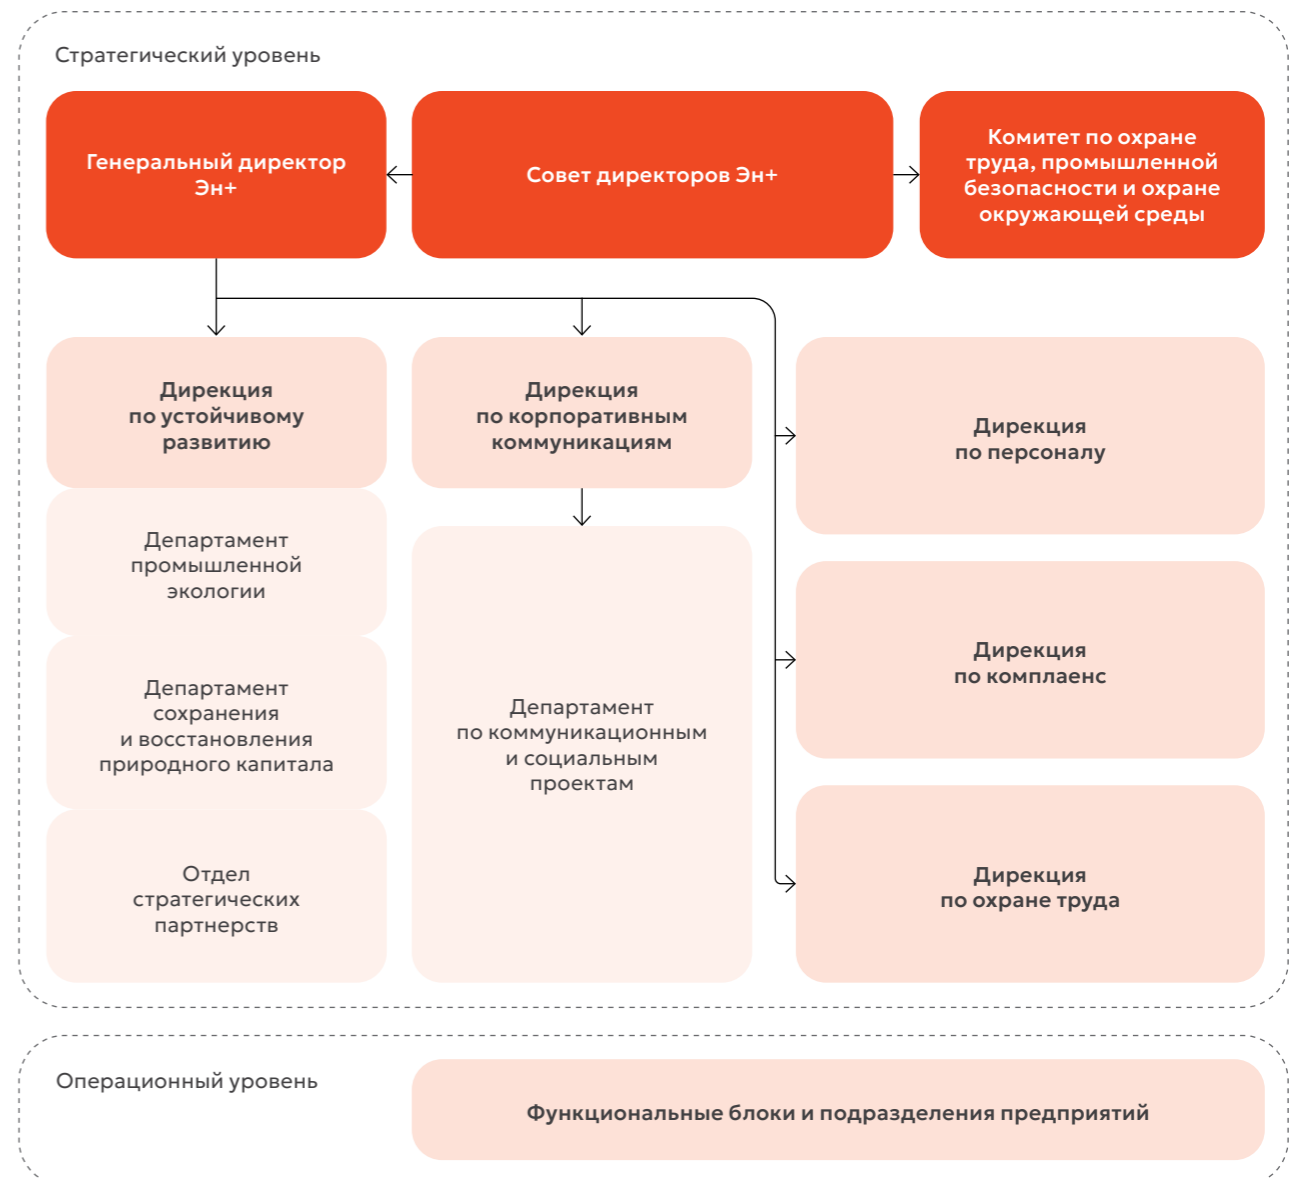 Стратегический уровень
Генеральный директор
Эн+
Совет директоров Эн+
Комитет по охране
труда, промышленной
безопасности и охране
окружающей среды
Дирекция
по устойчивому
развитию
Дирекция
по корпоративным
коммуникациям
Дирекция
по персоналу
Департамент
промышленной
экологии
Департамент
сохранения
и восстановления
природного капитала
Отдел
стратегических
партнерств
Департамент
по коммуникационным
и социальным
проектам
Дирекция
по комплаенс
Дирекция
по охране труда
Операционный уровень
Функциональные блоки и подразделения предприятий